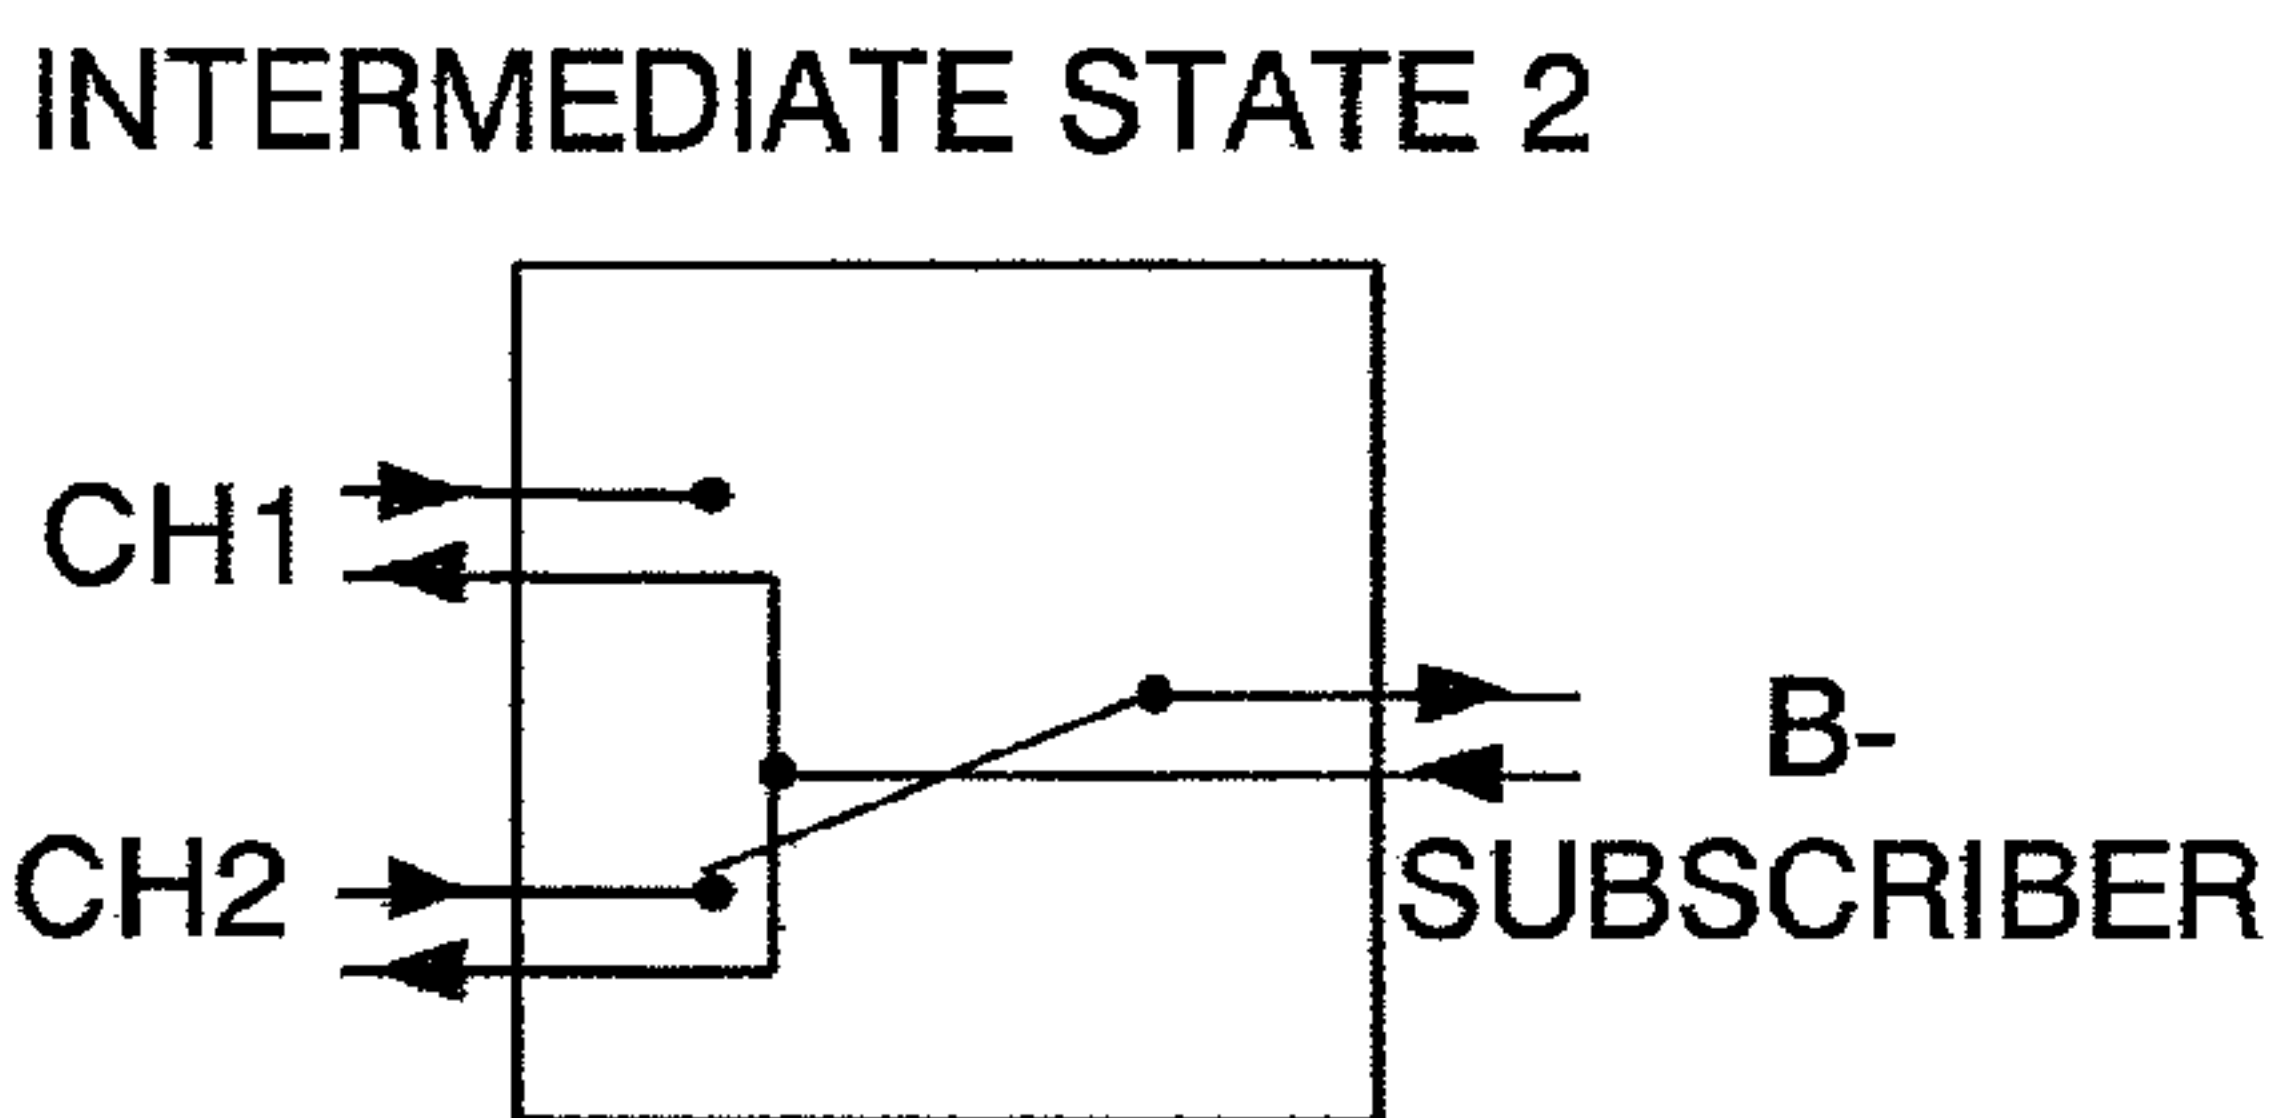 INTERMEDIATE STATE 2
CH1
B-
CH2
SUBSCRIBER